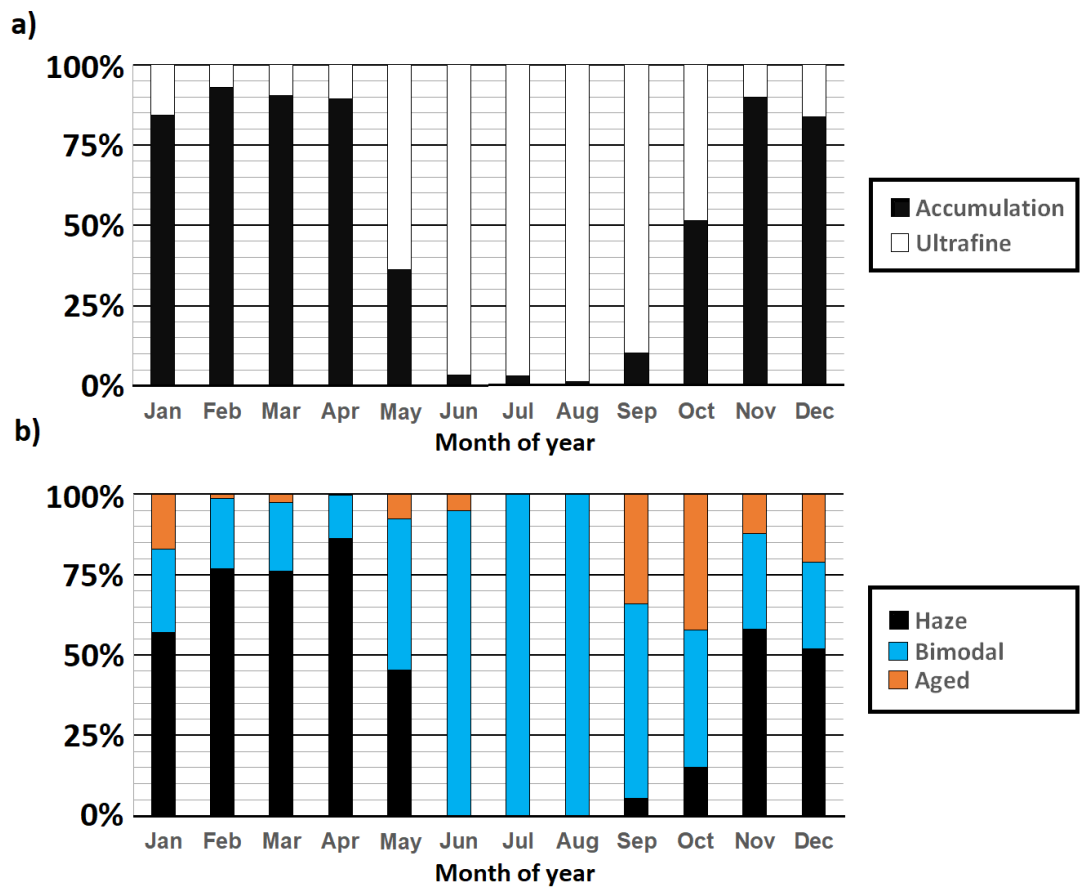 a)
100%
75%
50%
25%
0%
Jan Feb Mar Apr May Jun Jul Aug Sep Oct Nov Dec
Month of year
Accumulation
Ultrafine
b)
100%
75%
50%
25%
0%
Jan Feb Mar Apr May Jun Jul Aug Sep Oct Nov Dec
Month of year
Haze
Bimodal
Aged